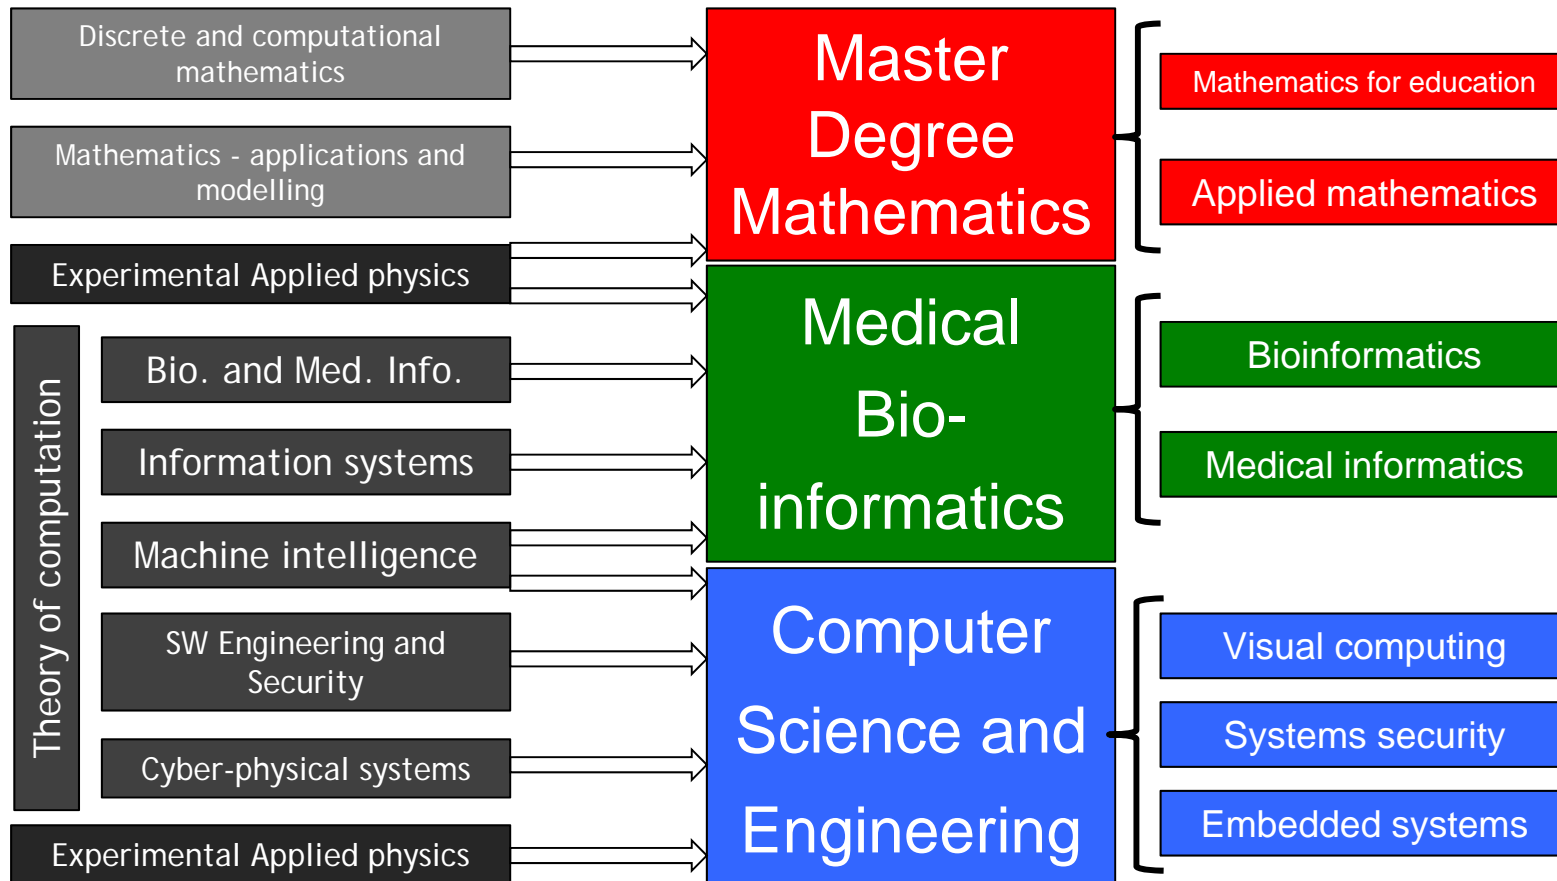 Discrete and computational
mathematics
Mathematics - applications and
modelling
Experimental Applied physics
Theory of computation
Bio. and Med. Info.
Information systems
Machine intelligence
SW Engineering and
Security
Cyber-physical systems
Experimental Applied physics
Master
Degree
Mathematics
Medical
Bio-
informatics
Computer
Science and
Engineering
Mathematics for education
Applied mathematics
Bioinformatics
Medical informatics
Visual computing
Systems security
Embedded systems